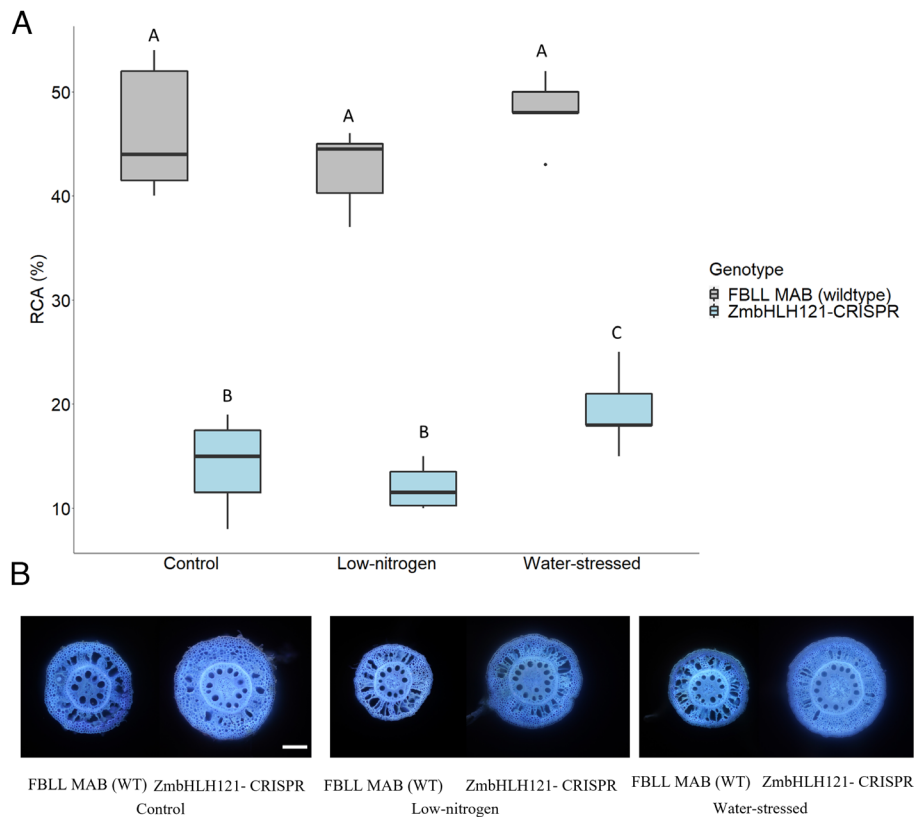 A
A
A
A
50
40
RCA (%)
30
20
10
B
B
C
Genotype
FBLL MAB (wildtype)
ZmbHLH121-CRISPR
Control
Low-nitrogen
Water-stressed
B
FBLL MAB (WT) ZmbHLH121- CRISPR
Control
FBLL MAB (WT) ZmbHLH121- CRISPR
Low-nitrogen
FBLL MAB (WT) ZmbHLH121- CRISPR
Water-stressed